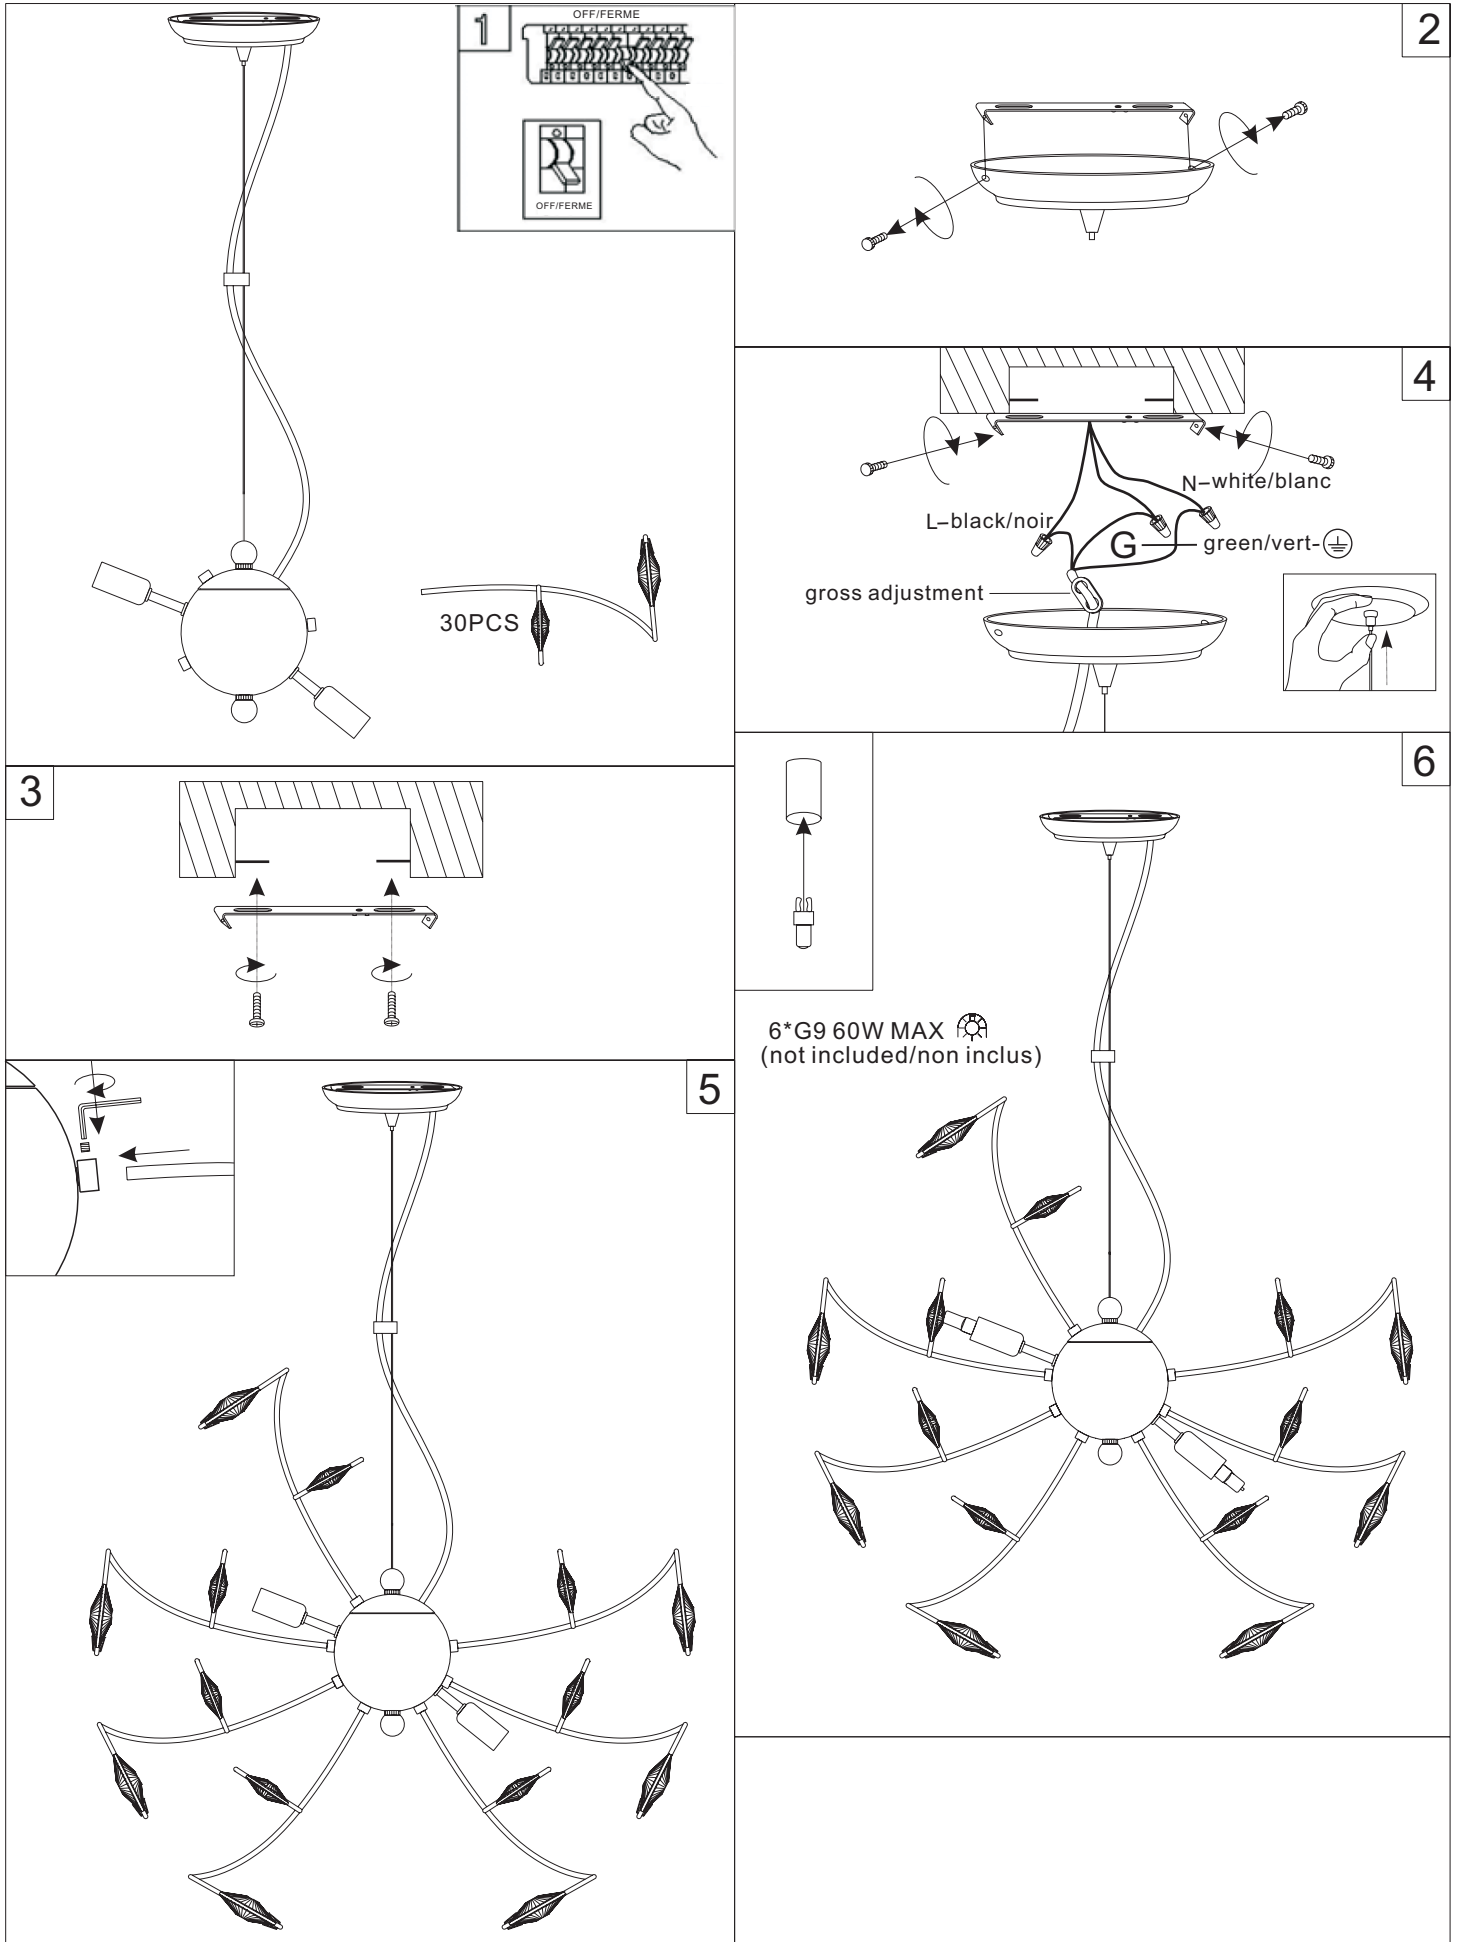 1
OFF/FERME
OFF/FERME
30PCS
2
3
4
N-white/blanc
L-black/noir
G
green/vert-
gross adjustment
5
6
6*G9 60W MAX
(not included/non inclus)